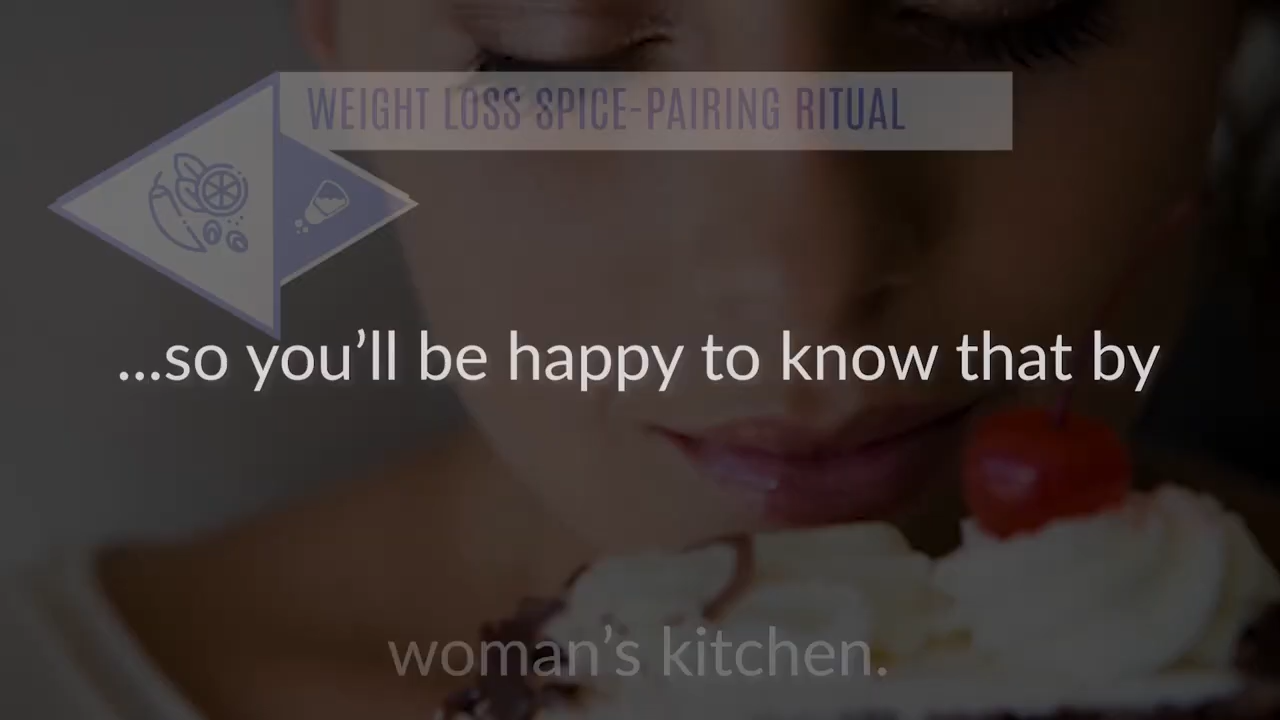 WEIGHT LOSS SPICE-PAIRING RITUAL
...so you’ll be happy to know that by
woman’s kitchen.